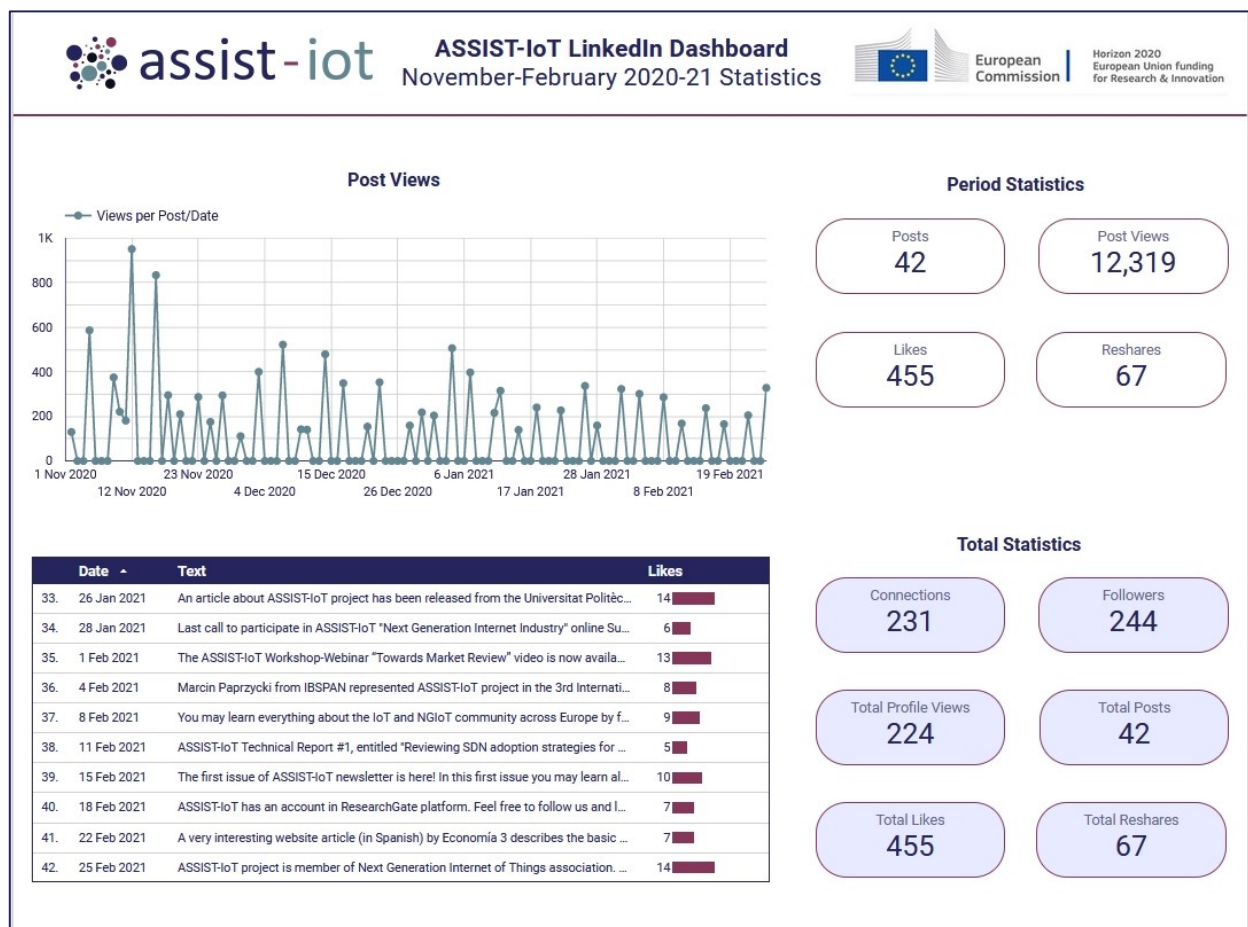 assist-iot
ASSIST-IoT LinkedIn Dashboard
November-February 2020-21 Statistics
European
Commission
Horizon 2020
European Union funding
for Research & Innovation
Post Views
Views per Post/Date
1K
800
600
400
200
0
1 Nov 2020
12 Nov 2020
23 Nov 2020
4 Dec 2020
15 Dec 2020
26 Dec 2020
6 Jan 2021
17 Jan 2021
28 Jan 2021
8 Feb 2021
19 Feb 2021
Period Statistics
Posts
42
Post Views
12,319
Likes
455
Reshares
67
Date Text Likes
33. 26 Jan 2021 An article about ASSIST-IoT project has been released from the Universitat Politèc... 14
34. 28 Jan 2021 Last call to participate in ASSIST-IoT "Next Generation Internet Industry" online Su... 6
35. 1 Feb 2021 The ASSIST-IoT Workshop-Webinar “Towards Market Review” video is now availa... 13
36. 4 Feb 2021 Marcin Paprzycki from IBSPAN represented ASSIST-IoT project in the 3rd Internati... 8
37. 8 Feb 2021 You may learn everything about the IoT and NGIoT community across Europe by f... 9
38. 11 Feb 2021 ASSIST-IoT Technical Report #1, entitled "Reviewing SDN adoption strategies for ... 5
39. 15 Feb 2021 The first issue of ASSIST-IoT newsletter is here! In this first issue you may learn al... 10
40. 18 Feb 2021 ASSIST-IoT has an account in ResearchGate platform. Feel free to follow us and l... 7
41. 22 Feb 2021 A very interesting website article (in Spanish) by Economía 3 describes the basic ... 7
42. 25 Feb 2021 ASSIST-IoT project is member of Next Generation Internet of Things association. ... 14
Total Statistics
Connections
231
Followers
244
Total Profile Views
224
Total Posts
42
Total Likes
455
Total Reshares
67